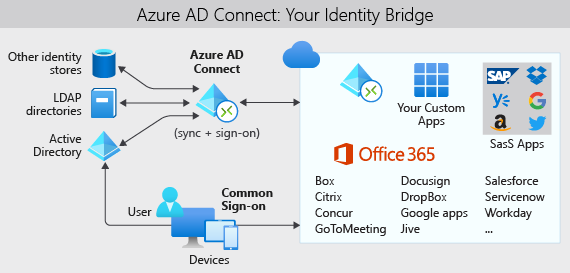 Azure AD Connect: Your Identity Bridge
Other identity
stores
LDAP
directories
Active
Directory
Azure AD
Connect
(sync + sign-on)
Your Custom
Apps
SAP
SasS Apps
Office 365
Box
Citrix
Concur
GoToMeeting
Docusign
DropBox
Google apps
Jive
Salesforce
Servicenow
Workday
...
User
Common
Sign-on
Devices